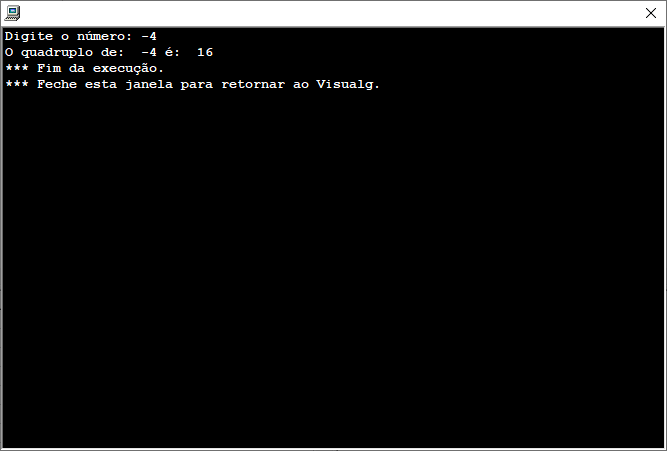 Digite o número: -4
O quadruplo de:  -4 é:  16
*** Fim da execução.
*** Feche esta janela para retornar ao Visualg.